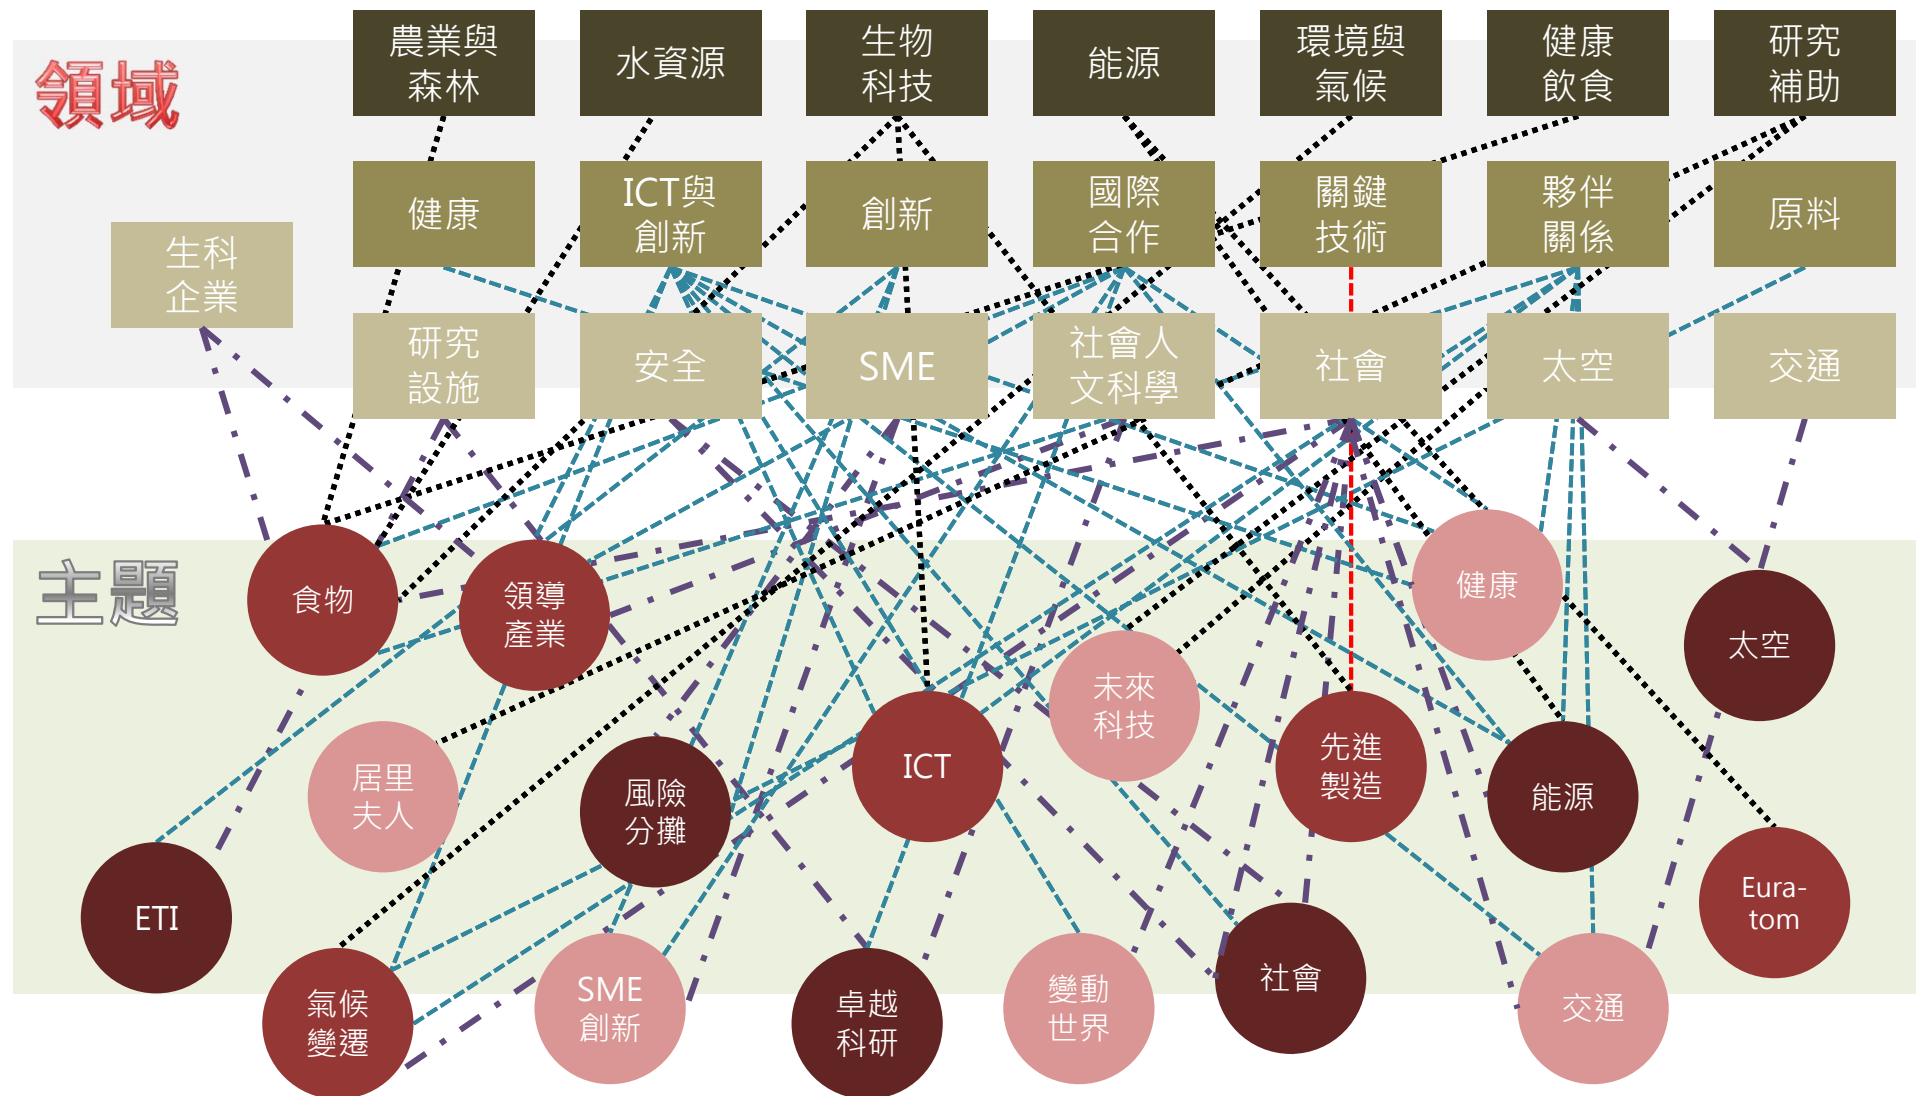 領域
農業與
森林
水資源
生物
科技
能源
環境與
氣候
健康
飲食
研究
補助
健康
ICT與
創新
創新
國際
合作
關鍵
技術
夥伴
關係
原料
生科
企業
研究
設施
安全
SME
社會人
文科學
社會
太空
交通
主題
食物
領導
產業
健康
太空
未來
科技
居里
夫人
風險
分攤
ICT
先進
製造
能源
ETI
Eura-
tom
氣候
變遷
SME
創新
卓越
科研
變動
世界
社會
交通